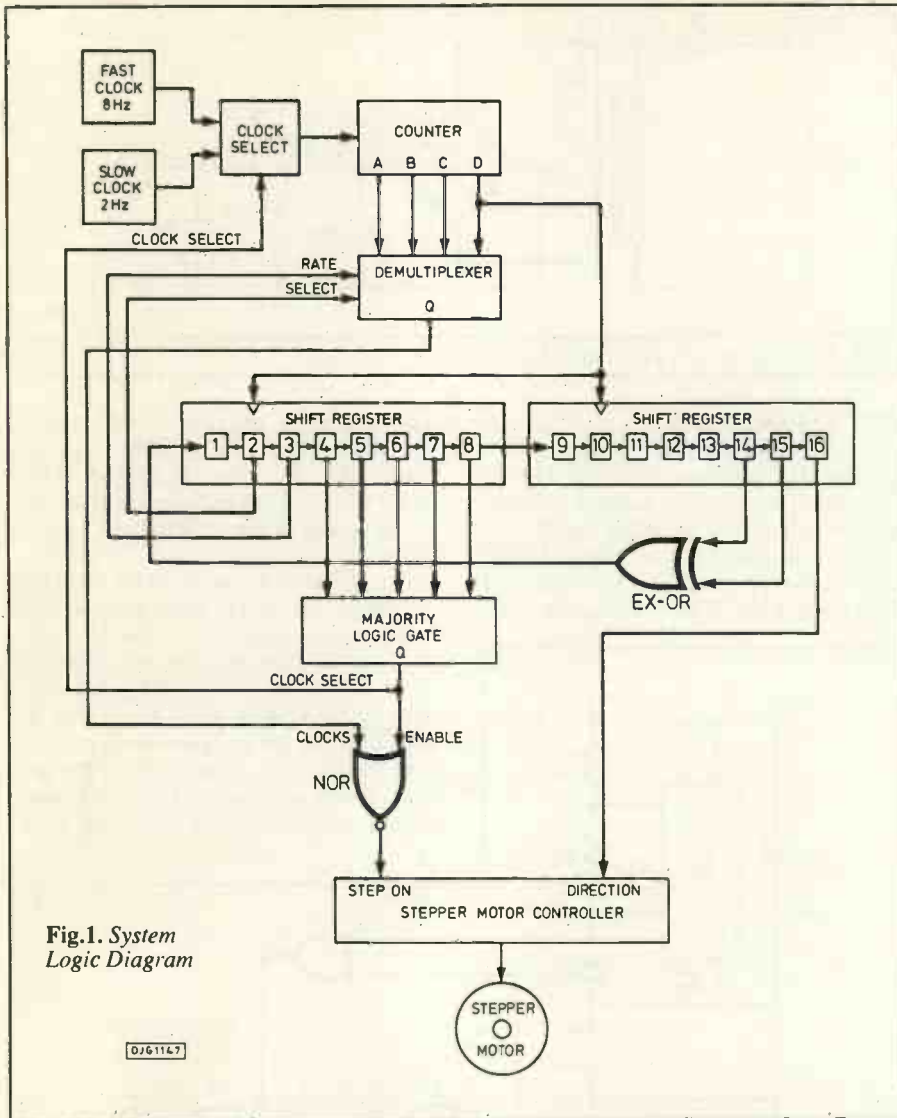 FAST
CLOCK
8Hz
SLOW
CLOCK
2Hz
CLOCK
SELECT
COUNTER
A B C D
CLOCK SELECT
RATE
SELECT
DEMULTIPLEXER
Q
SHIFT REGISTER
1 2 3 4 5 6 7 8
SHIFT REGISTER
9 10 11 12 13 14 15 16
EX-OR
MAJORITY
LOGIC GATE
Q
CLOCK SELECT
CLOCKS ENABLE
NOR
STEP ON DIRECTION
STEPPER MOTOR CONTROLLER
STEPPER
MOTOR
Fig.1. System
Logic Diagram
DJG1147